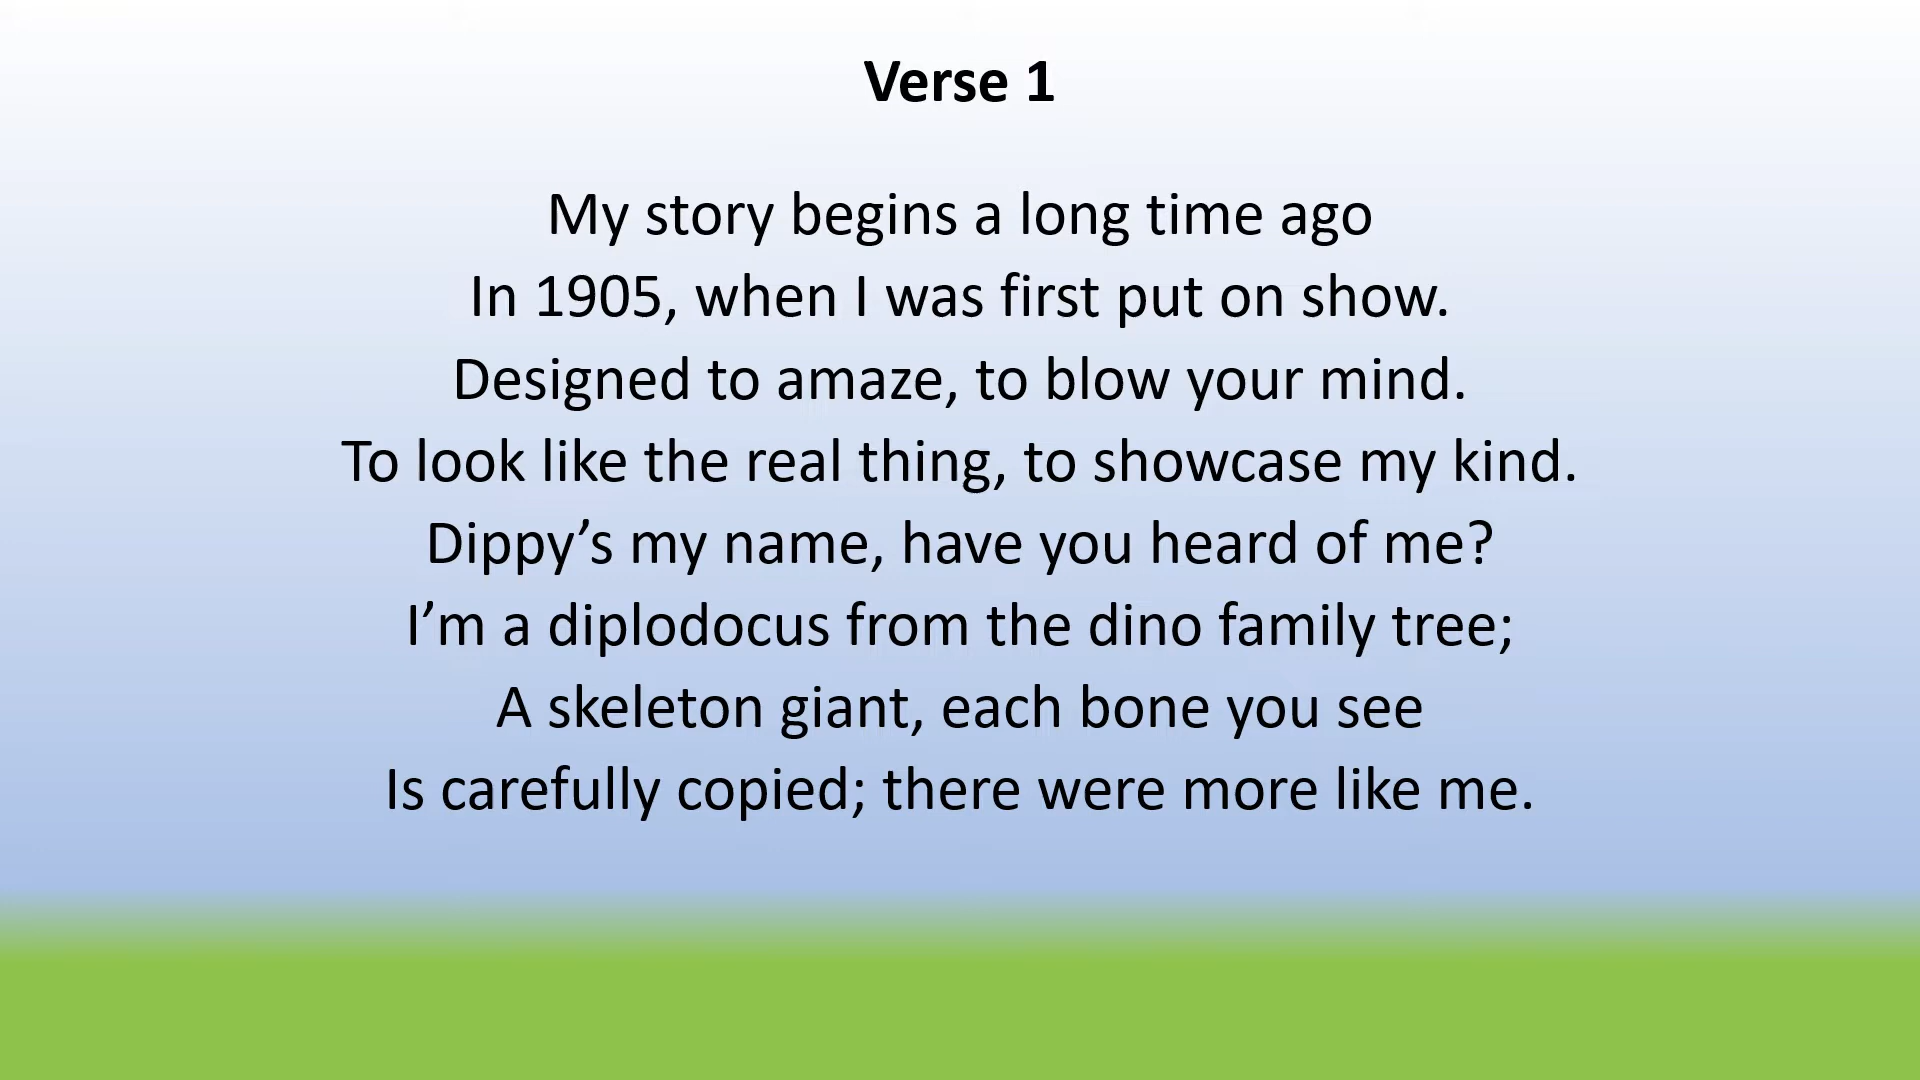 Verse 1
My story begins a long time ago
In 1905, when I was first put on show.
Designed to amaze, to blow your mind.
To look like the real thing, to showcase my kind.
Dippy’s my name, have you heard of me?
I’m a diplodocus from the dino family tree;
A skeleton giant, each bone you see
Is carefully copied; there were more like me.